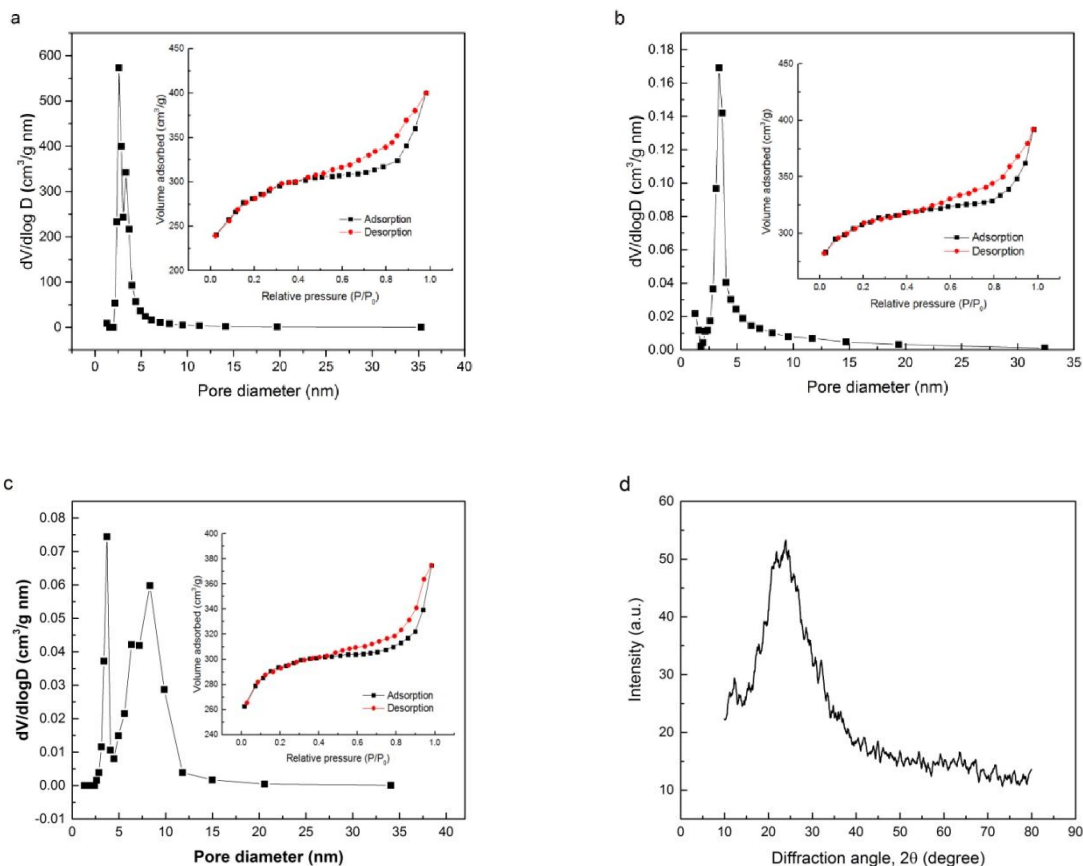 a
600
500
400
300
200
100
0
dV/dlog D (cm³/g nm)
0 5 10 15 20 25 30 35 40
Pore diameter (nm)
450
400
350
300
250
200
Volume adsorbed (cm³/g)
Adsorption
Desorption
0.0 0.2 0.4 0.6 0.8 1.0
Relative pressure (P/P₀)
b
0.18
0.16
0.14
0.12
0.10
0.08
0.06
0.04
0.02
0.00
dV/dlogD (cm³/g nm)
0 5 10 15 20 25 30 35
Pore diameter (nm)
450
400
350
300
Volume adsorbed (cm³/g)
Adsorption
Desorption
0.0 0.2 0.4 0.6 0.8 1.0
Relative pressure (P/P₀)
c
0.08
0.07
0.06
0.05
0.04
0.03
0.02
0.01
0.00
-0.01
dV/dlogD (cm³/g nm)
0 5 10 15 20 25 30 35 40
Pore diameter (nm)
400
380
360
340
320
300
280
260
240
Volume adsorbed (cm³/g)
Adsorption
Desorption
0.0 0.2 0.4 0.6 0.8 1.0
Relative pressure (P/P₀)
d
60
50
40
30
20
10
Intensity (a.u.)
0 10 20 30 40 50 60 70 80 90
Diffraction angle, 2θ (degree)